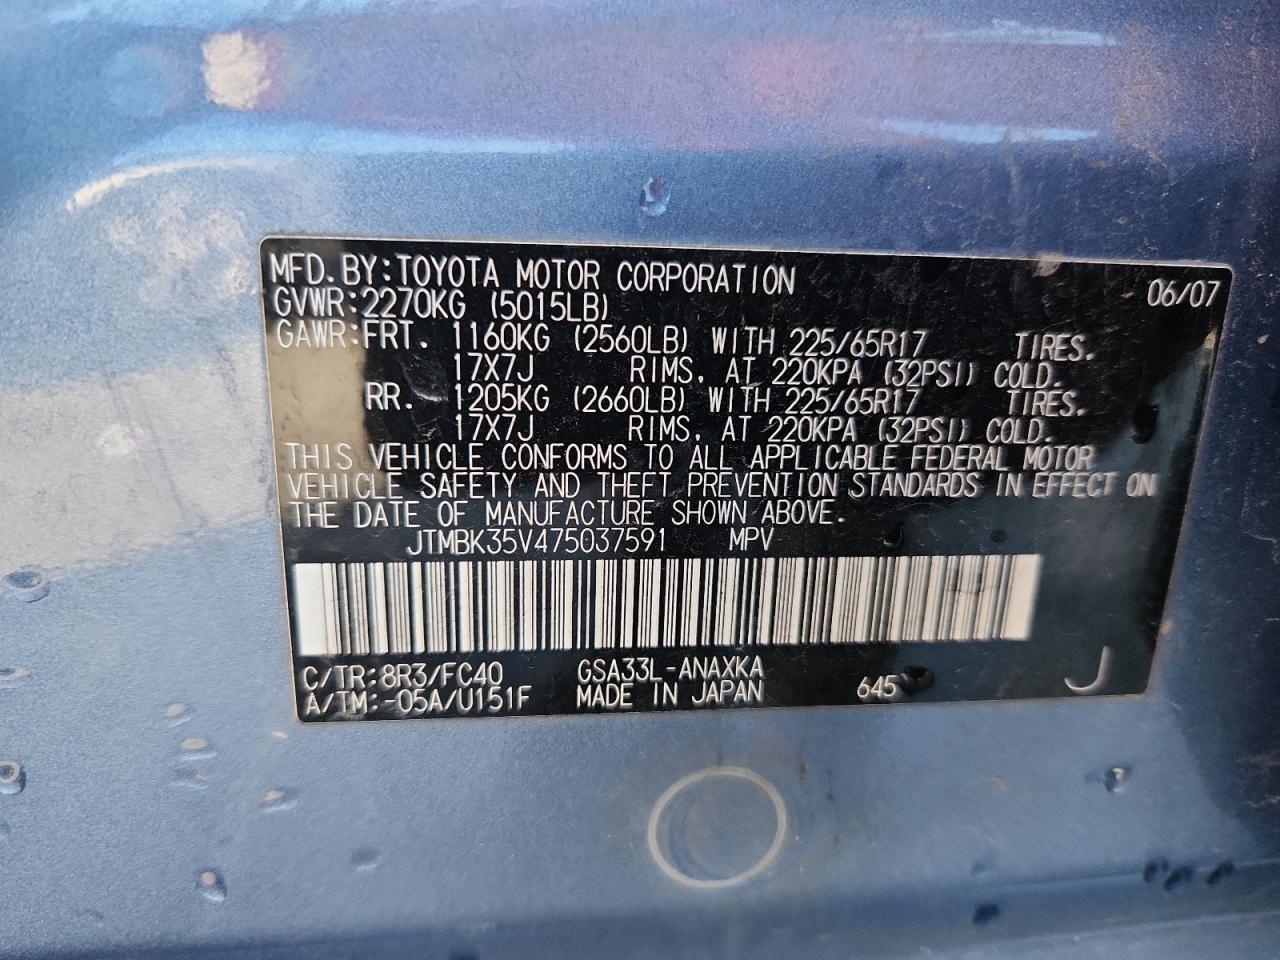 MFD.BY:TOYOTA MOTOR CORPORATION 06/07
GVWR:2270KG (5015LB)
GAWR:FRT. 1160KG (2560LB) WITH 225/65R17 TIRES.
17X7J RIMS, AT 220KPA (32PSI) COLD.
RR. 1205KG (2660LB) WITH 225/65R17 TIRES.
17X7J RIMS, AT 220KPA (32PSI) COLD.
THIS VEHICLE CONFORMS TO ALL APPLICABLE FEDERAL MOTOR
VEHICLE SAFETY AND THEFT PREVENTION STANDARDS IN EFFECT ON
THE DATE OF MANUFACTURE SHOWN ABOVE.
JTMBK35V475037591 MPV
C/TR:8R3/FC40 GSA33L-ANAXKA
A/TM:-05A/U151F MADE IN JAPAN 645 J